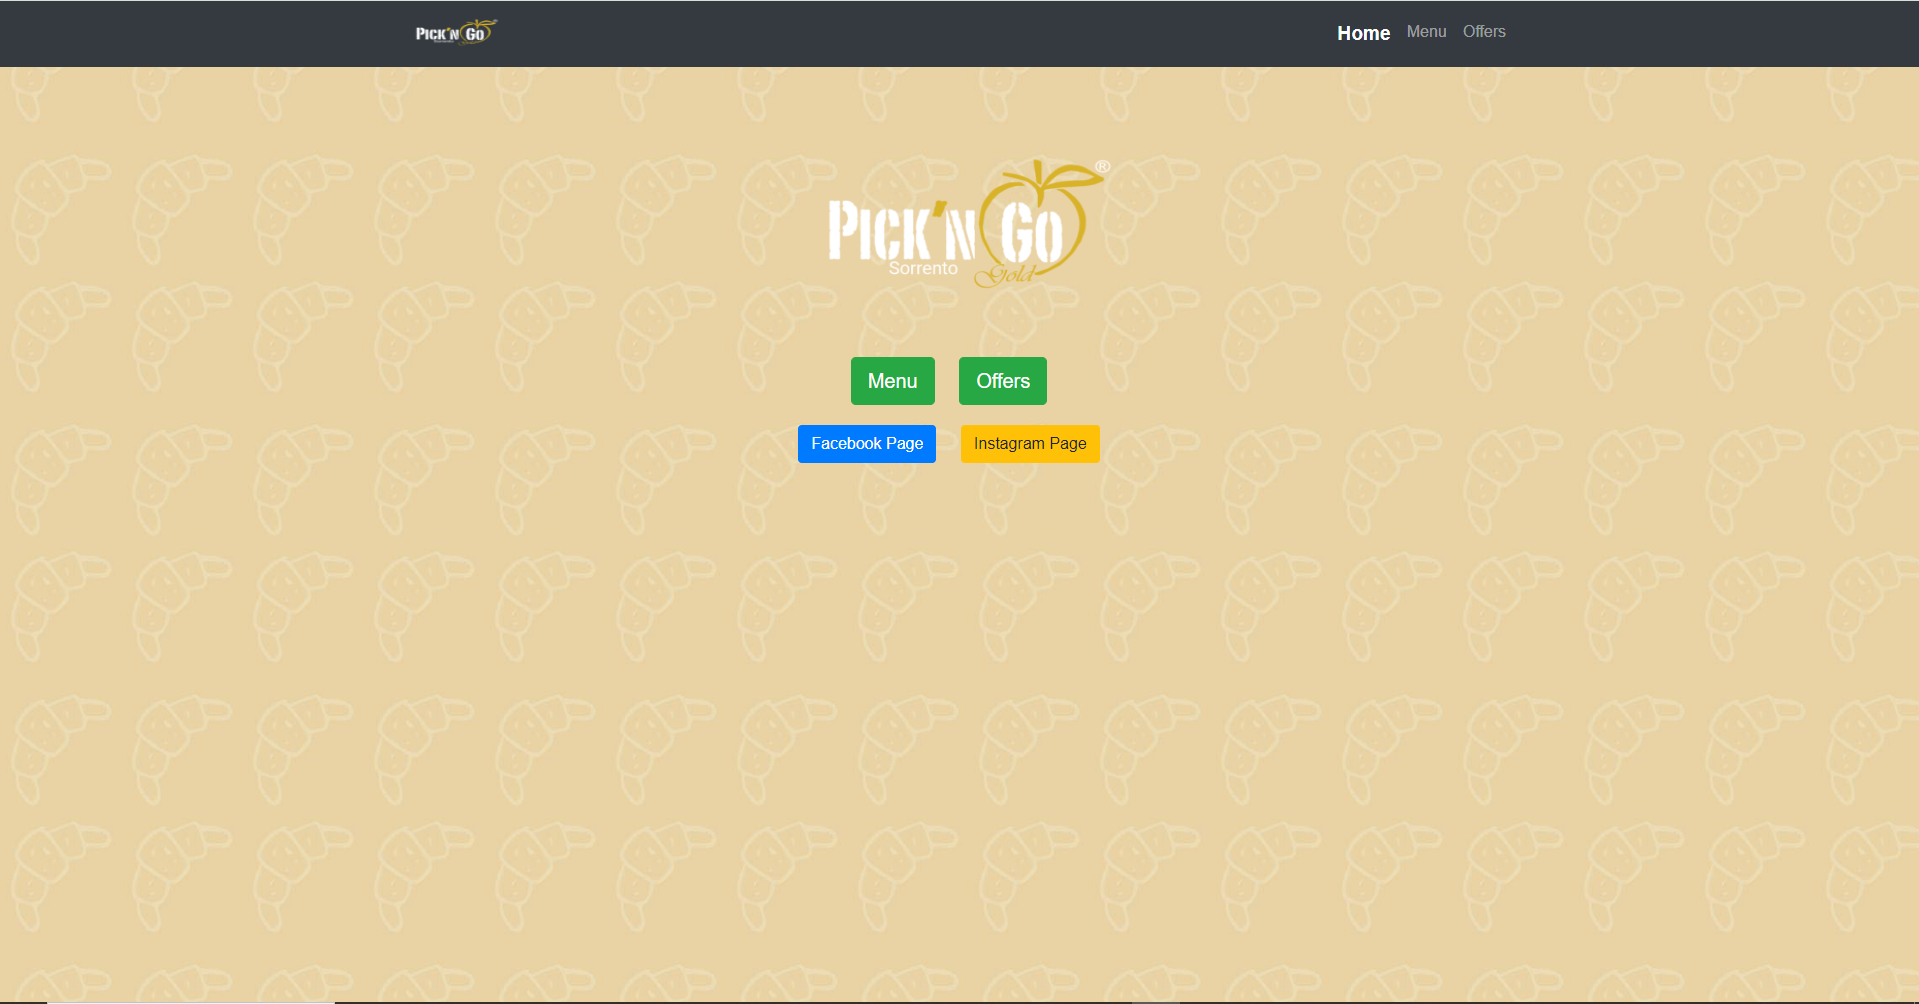 PICK'N GO
Home Menu Offers
®
PICK'N GO
Sorrento
Gold
Menu Offers
Facebook Page Instagram Page